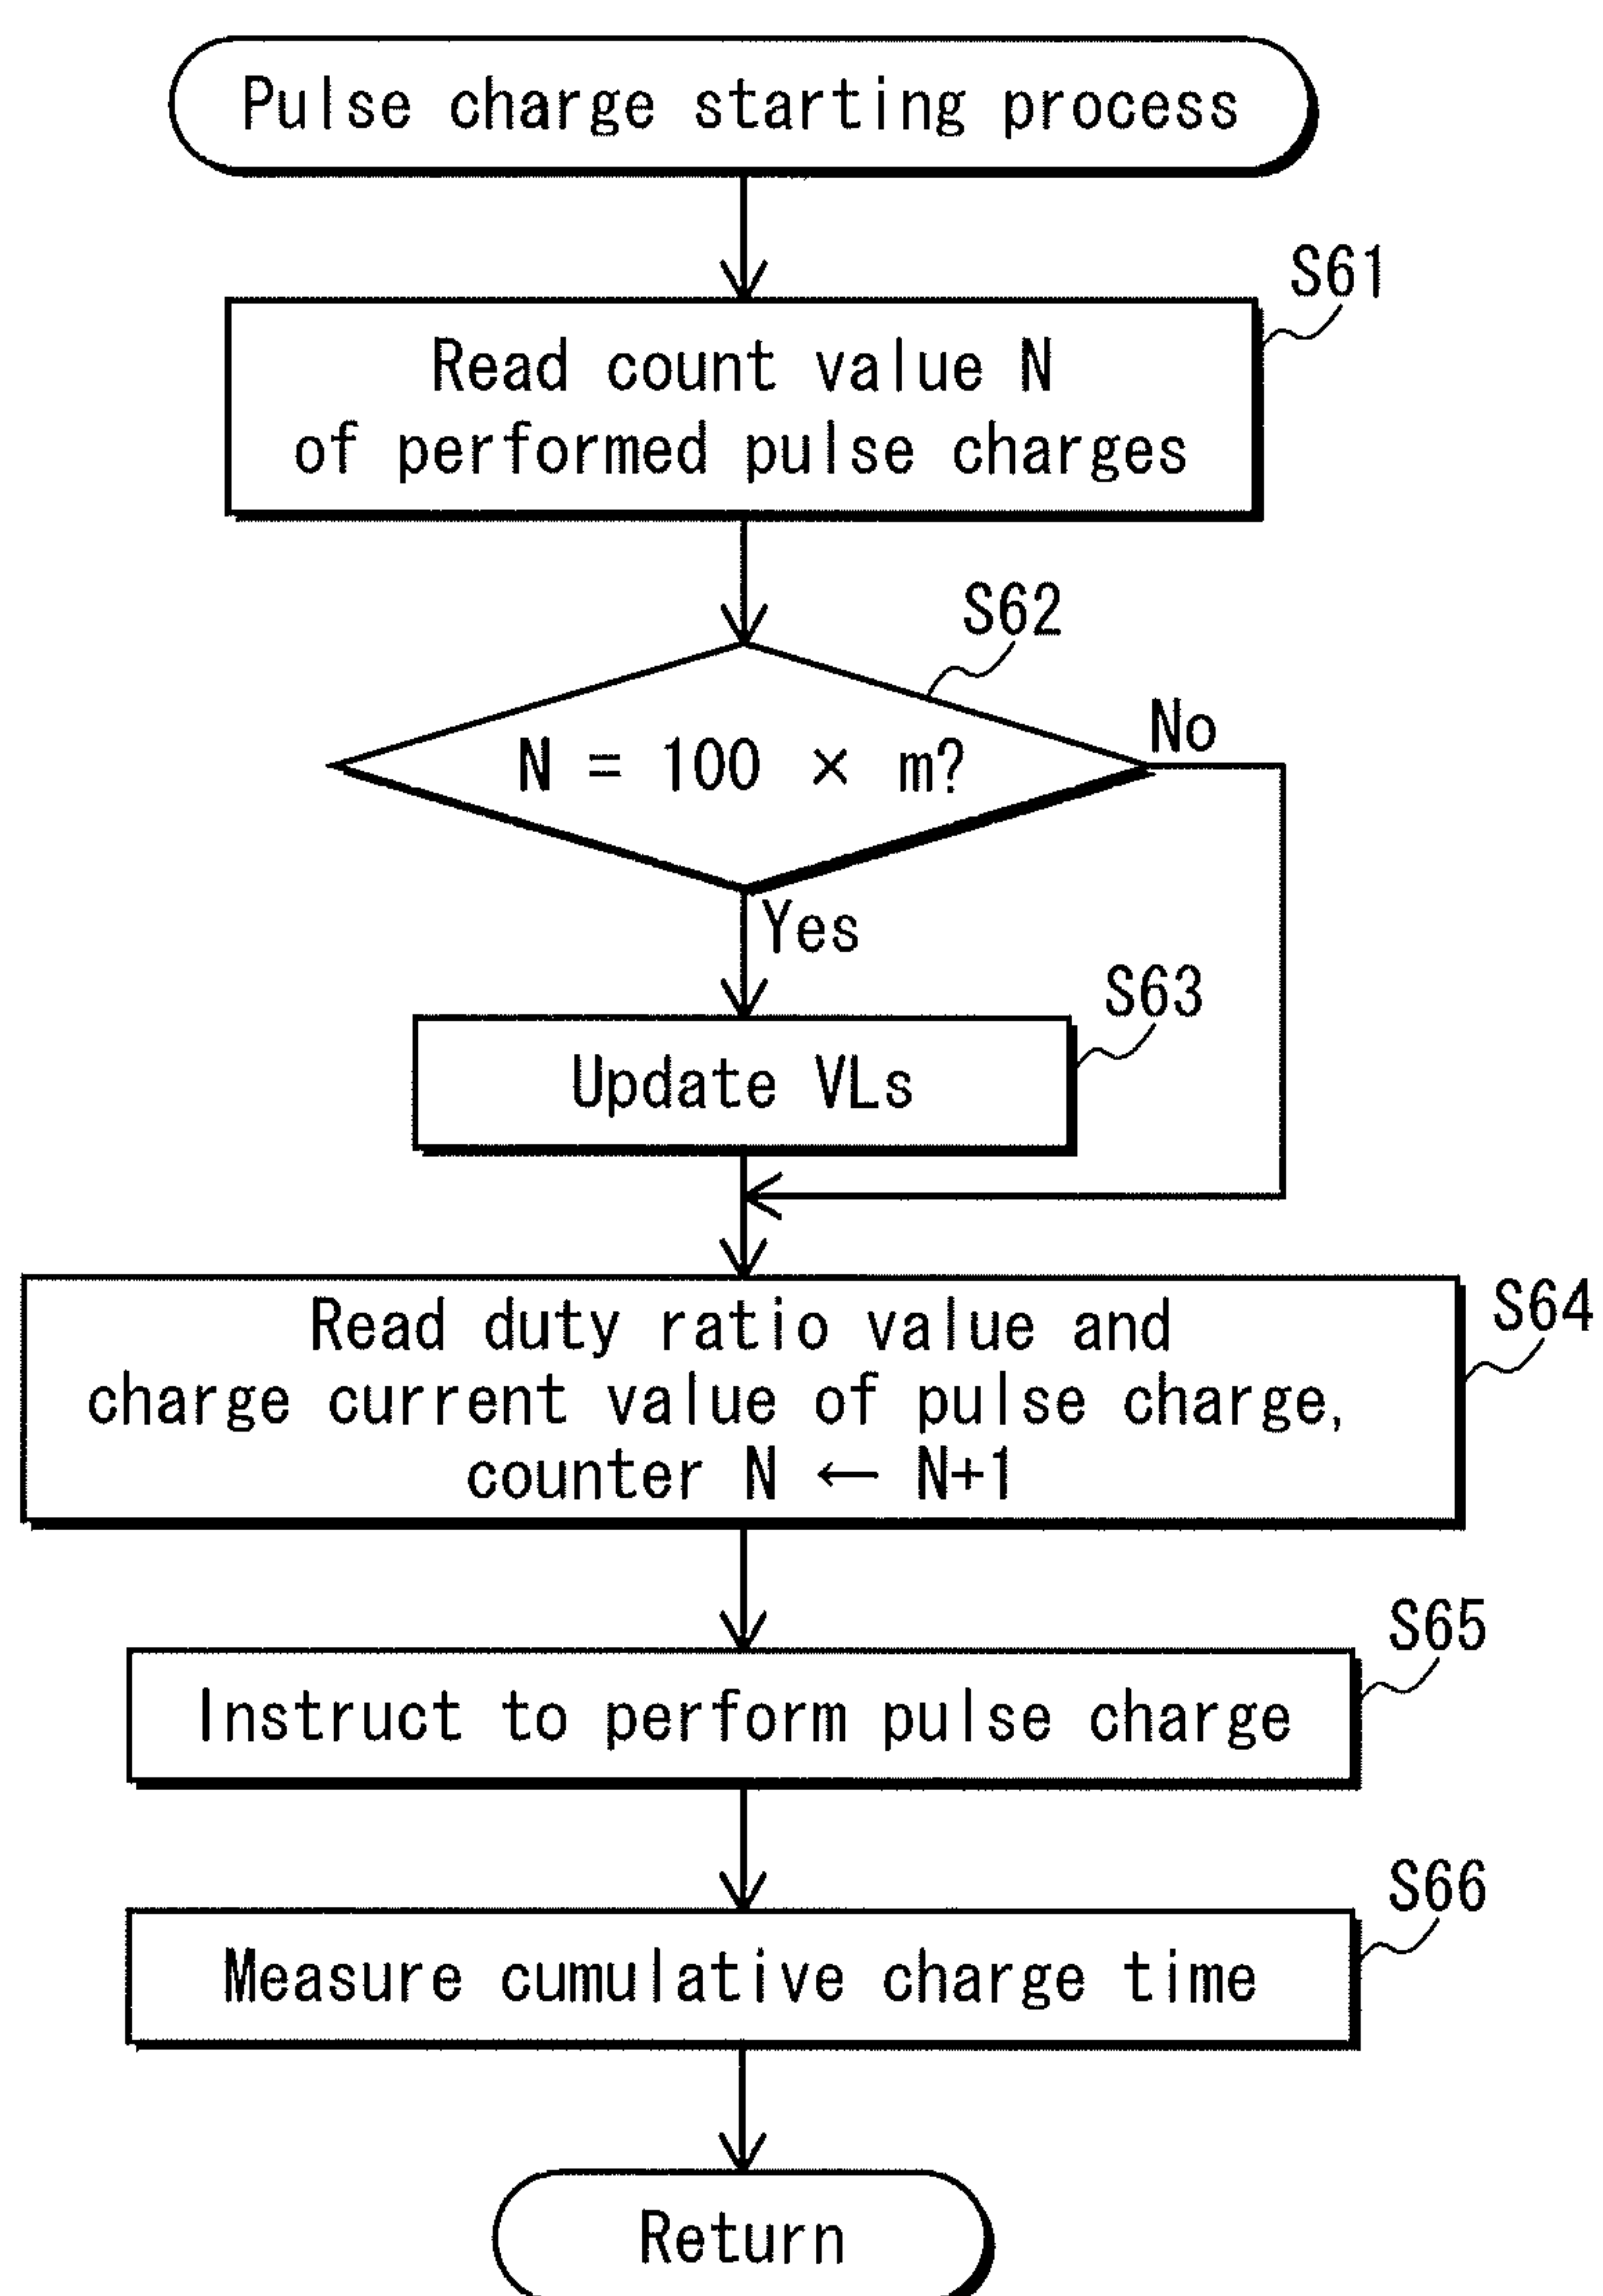 Pulse charge starting process
S61
Read count value N
of performed pulse charges
S62
N = 100 × m?
No
Yes
S63
Update VLs
S64
Read duty ratio value and
charge current value of pulse charge,
counter N ← N+1
S65
Instruct to perform pulse charge
S66
Measure cumulative charge time
Return